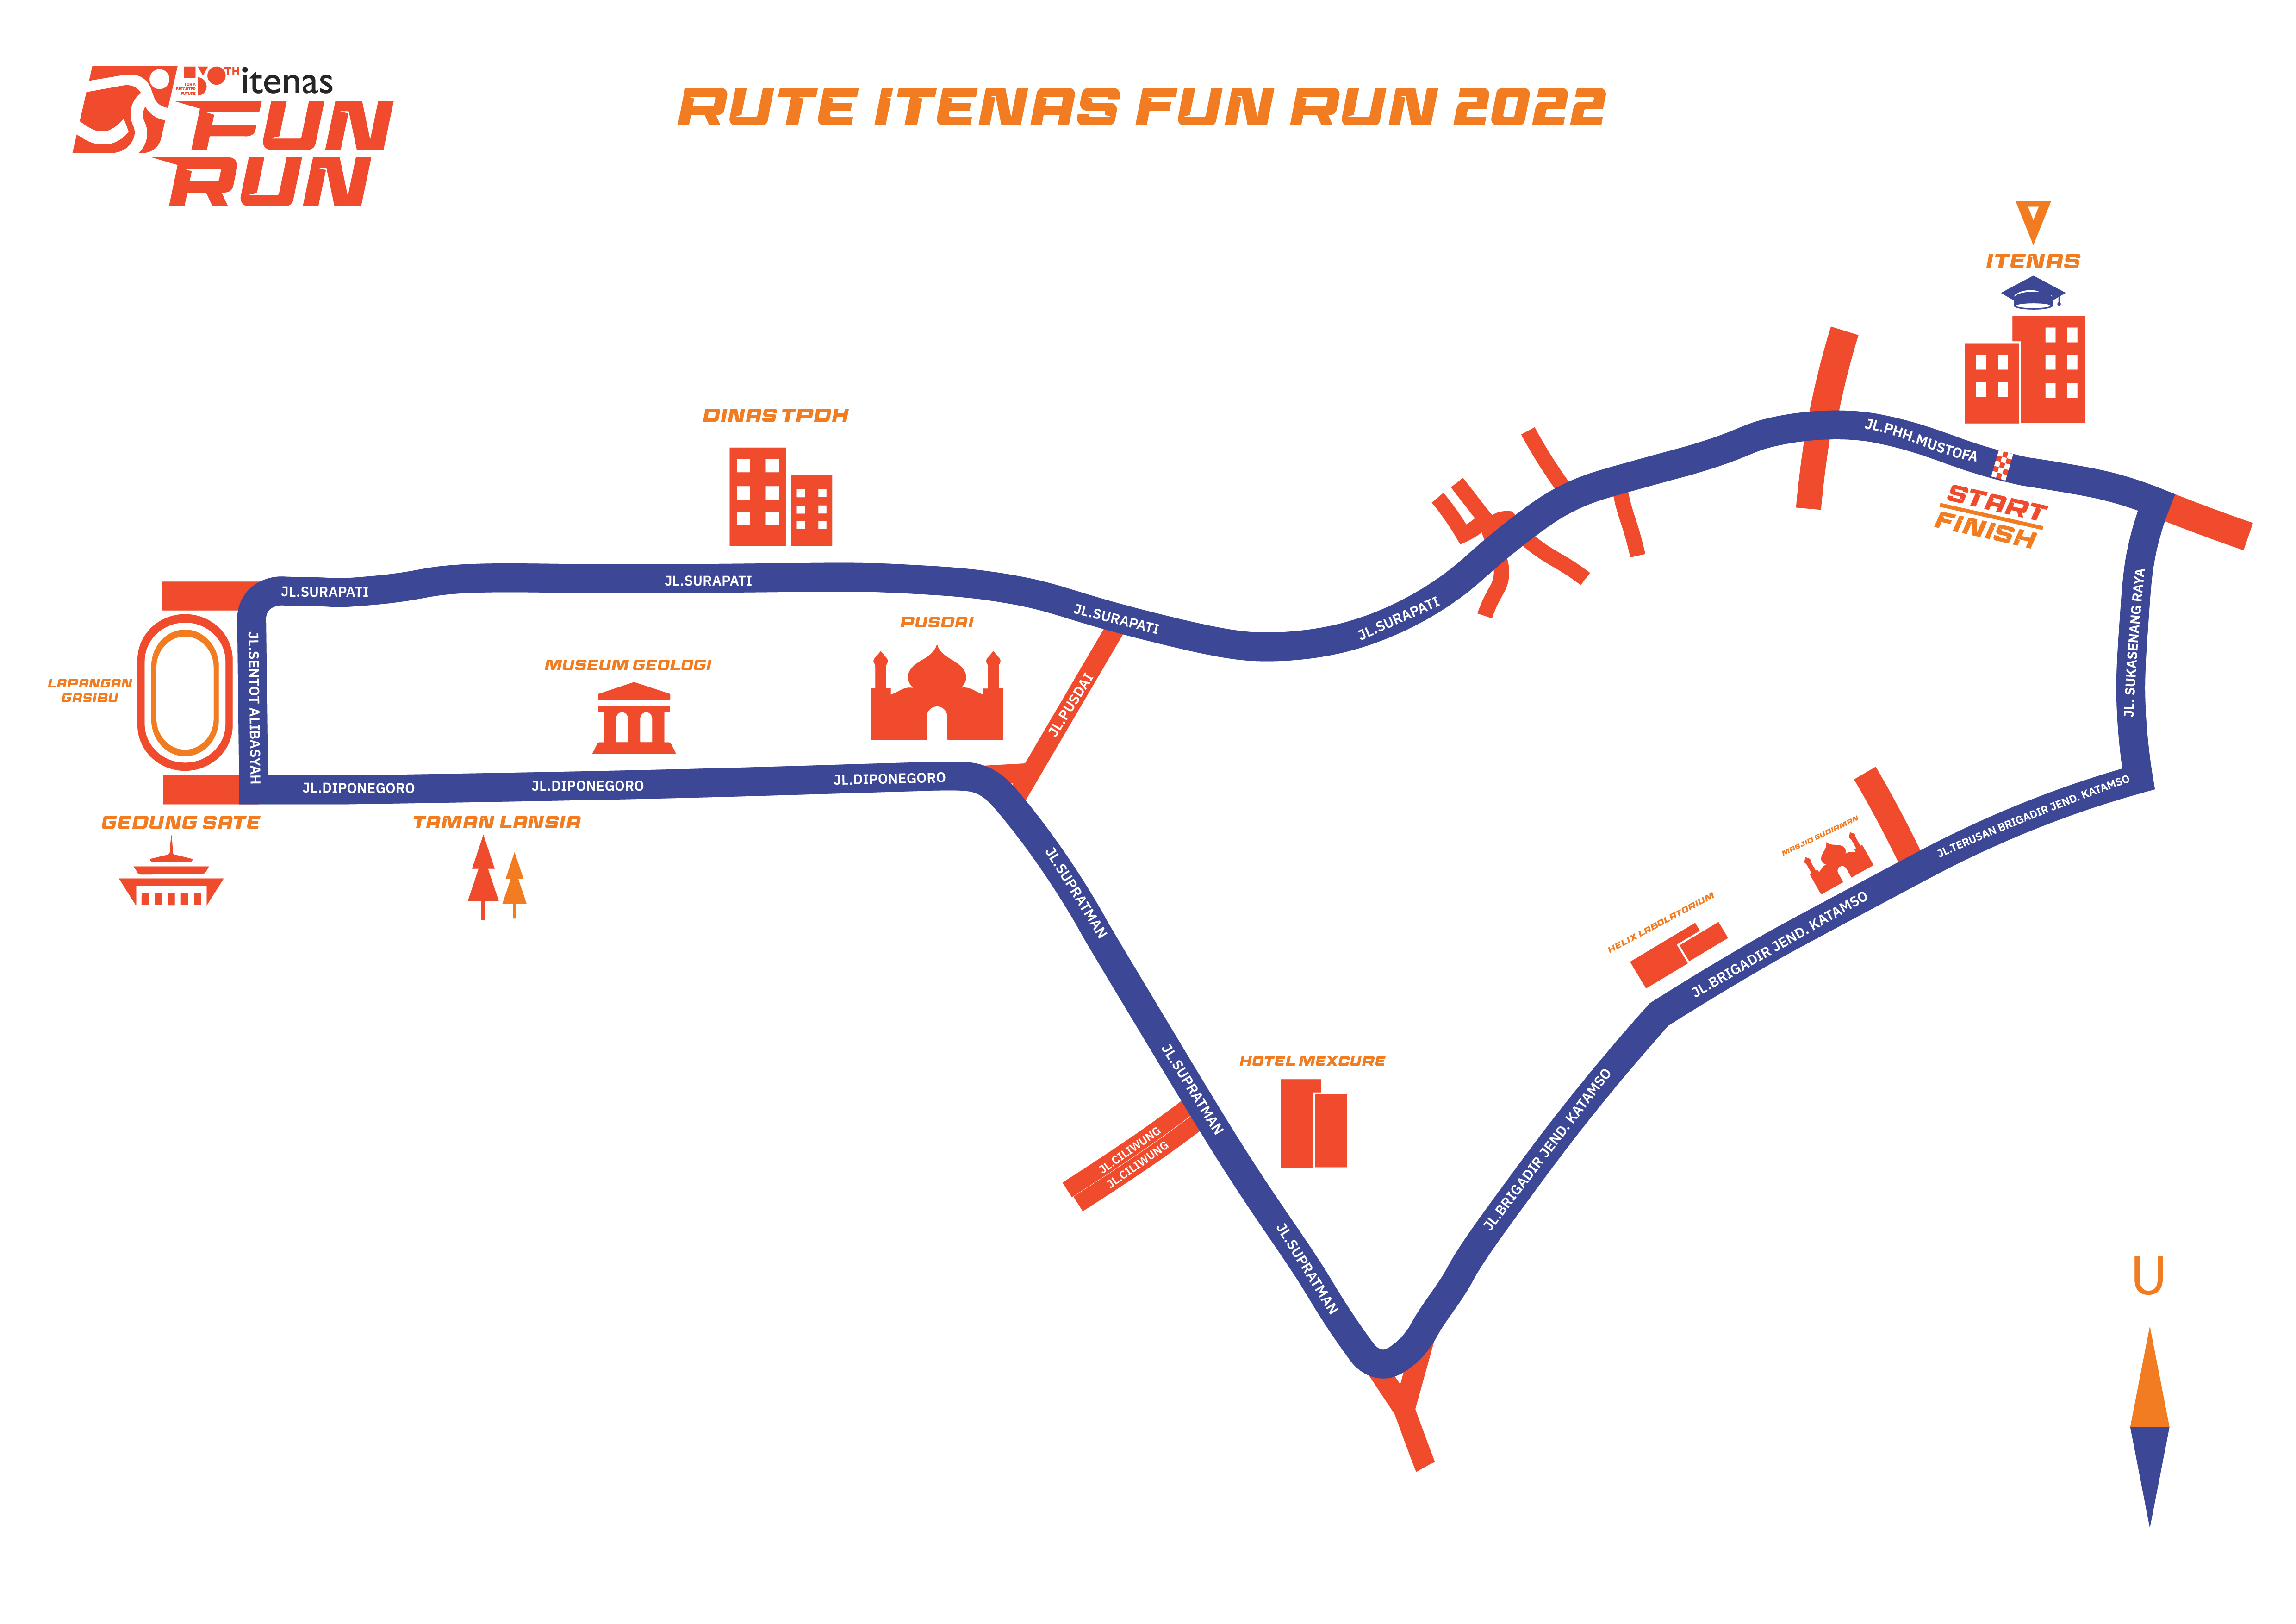 50TH itenas
FOR A
BRIGHTER
FUTURE
FUN
RUN
RUTE ITENAS FUN RUN 2022
ITENAS
JL.PHH.MUSTOFA
START
FINISH
DINAS TPDH
JL.SURAPATI
JL.SURAPATI
JL.SURAPATI
JL.SURAPATI
JL. SUKASENANG RAYA
PUSDAI
MUSEUM GEOLOGI
LAPANGAN
GASIBU
JL.SENTOT ALIBASYAH
JL.PUSDAI
JL.DIPONEGORO
JL.DIPONEGORO
JL.DIPONEGORO
GEDUNG SATE
TAMAN LANSIA
JL.TERUSAN BRIGADIR JEND. KATAMSO
MASJID SUDIRMAN
HELIX LABOLATORIUM
JL.BRIGADIR JEND. KATAMSO
JL.SUPRATMAN
HOTEL MEXCURE
JL.SUPRATMAN
JL.BRIGADIR JEND. KATAMSO
JL.CILIWUNG
JL.CILIWUNG
JL.SUPRATMAN
U